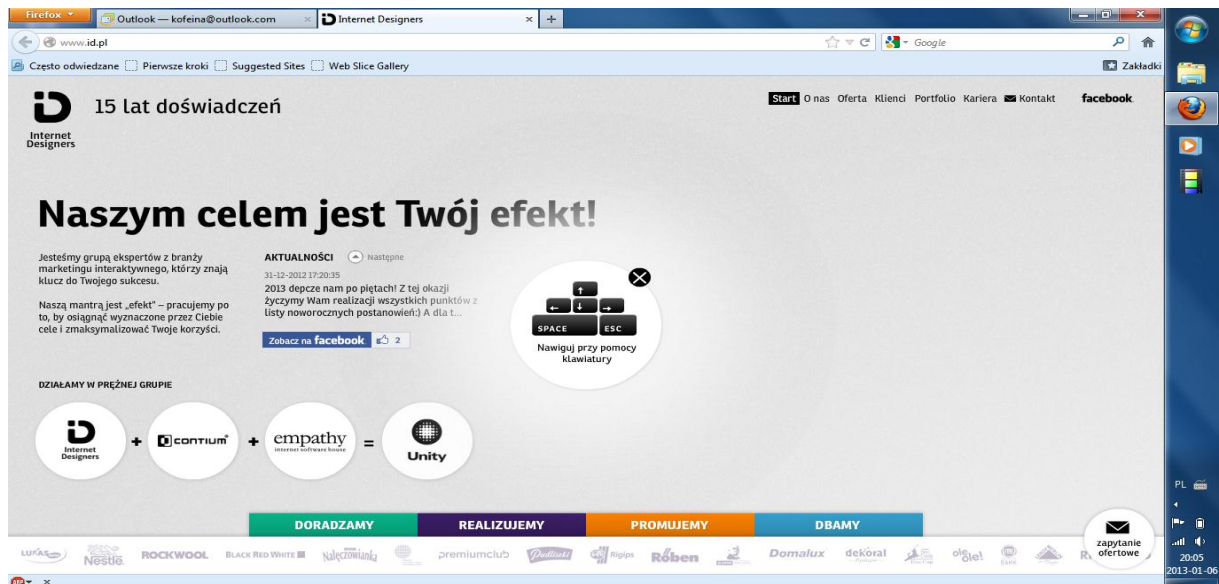 Firefox
Outlook — kofeina@outlook.com
Internet Designers
www.id.pl
Google
Często odwiedzane
Pierwsze kroki
Suggested Sites
Web Slice Gallery
Zakładki
Internet
Designers
15 lat doświadczeń
Start O nas Oferta Klienci Portfolio Kariera Kontakt
facebook
Naszym celem jest Twój efekt!
Jesteśmy grupą ekspertów z branży
marketingu interaktywnego, którzy znają
klucz do Twojego sukcesu.
Naszą mantrą jest „efekt” – pracujemy po
to, by osiągnąć wyznaczone przez Ciebie
cele i zmaksymalizować Twoje korzyści.
AKTUALNOŚCI
Następne
31-12-2012 17:20:35
2013 depcze nam po piętach! Z tej okazji
życzymy Wam realizacji wszystkich punktów z
listy noworocznych postanowień:) A dla t...
Zobacz na facebook 2
SPACE
ESC
Nawiguj przy pomocy
klawiatury
DZIAŁAMY W PRĘŻNEJ GRUPIE
Internet
Designers
+
contium
+
empathy
internet software house
=
Unity
DORADZAMY
REALIZUJEMY
PROMUJEMY
DBAMY
LUKAS
Nestlé
ROCKWOOL
BLACK RED WHITE
Nałęczowianka
premiumclub
Pudliszki
Rigips
Röben
Domalux
dekoral
olé!olé!
zapytanie
ofertowe
PL
20:05
2013-01-06